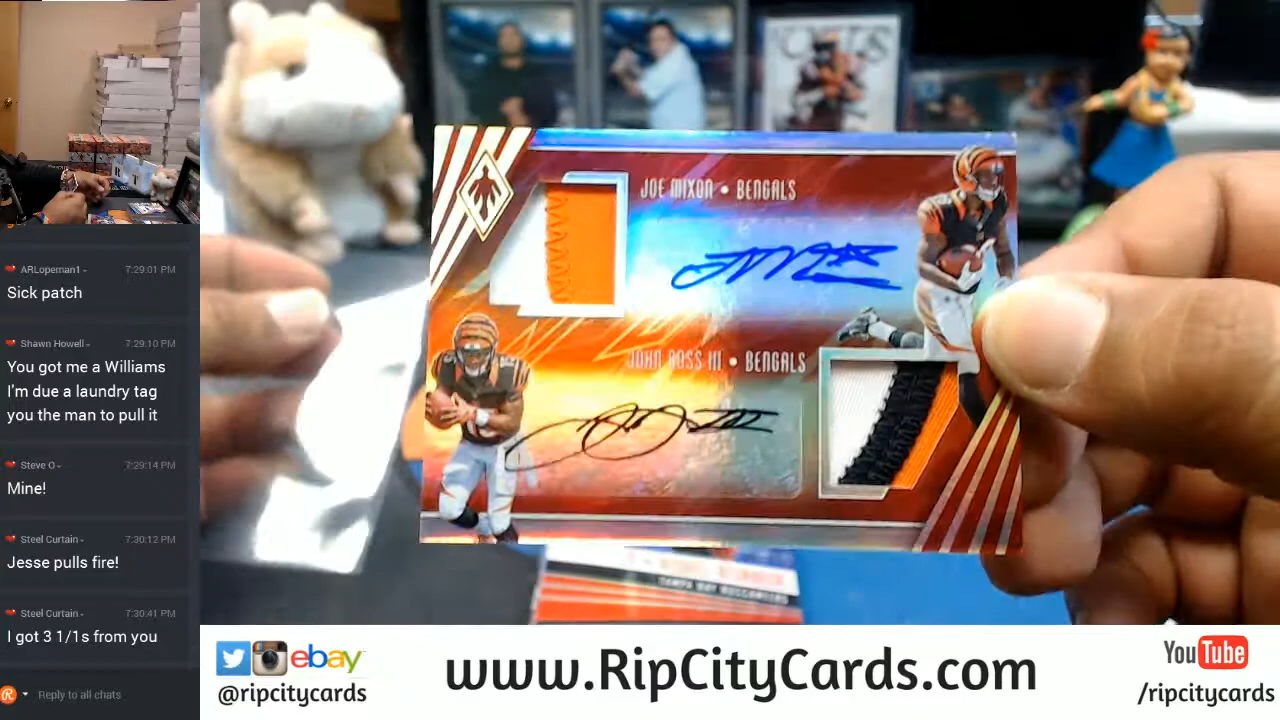 ARLopeman1
7:29:01 PM
Sick patch
Shawn Howell
7:29:10 PM
You got me a Williams
I'm due a laundry tag
you the man to pull it
Steve O
7:29:14 PM
Mine!
Steel Curtain
7:30:12 PM
Jesse pulls fire!
Steel Curtain
7:30:41 PM
I got 3 1/1s from you
Reply to all chats
JOE MIXON • BENGALS
JOHN ROSS III • BENGALS
TAMPA BAY BUCCANEERS
ebay
@ripcitycards
www.RipCityCards.com
YouTube
/ripcitycards